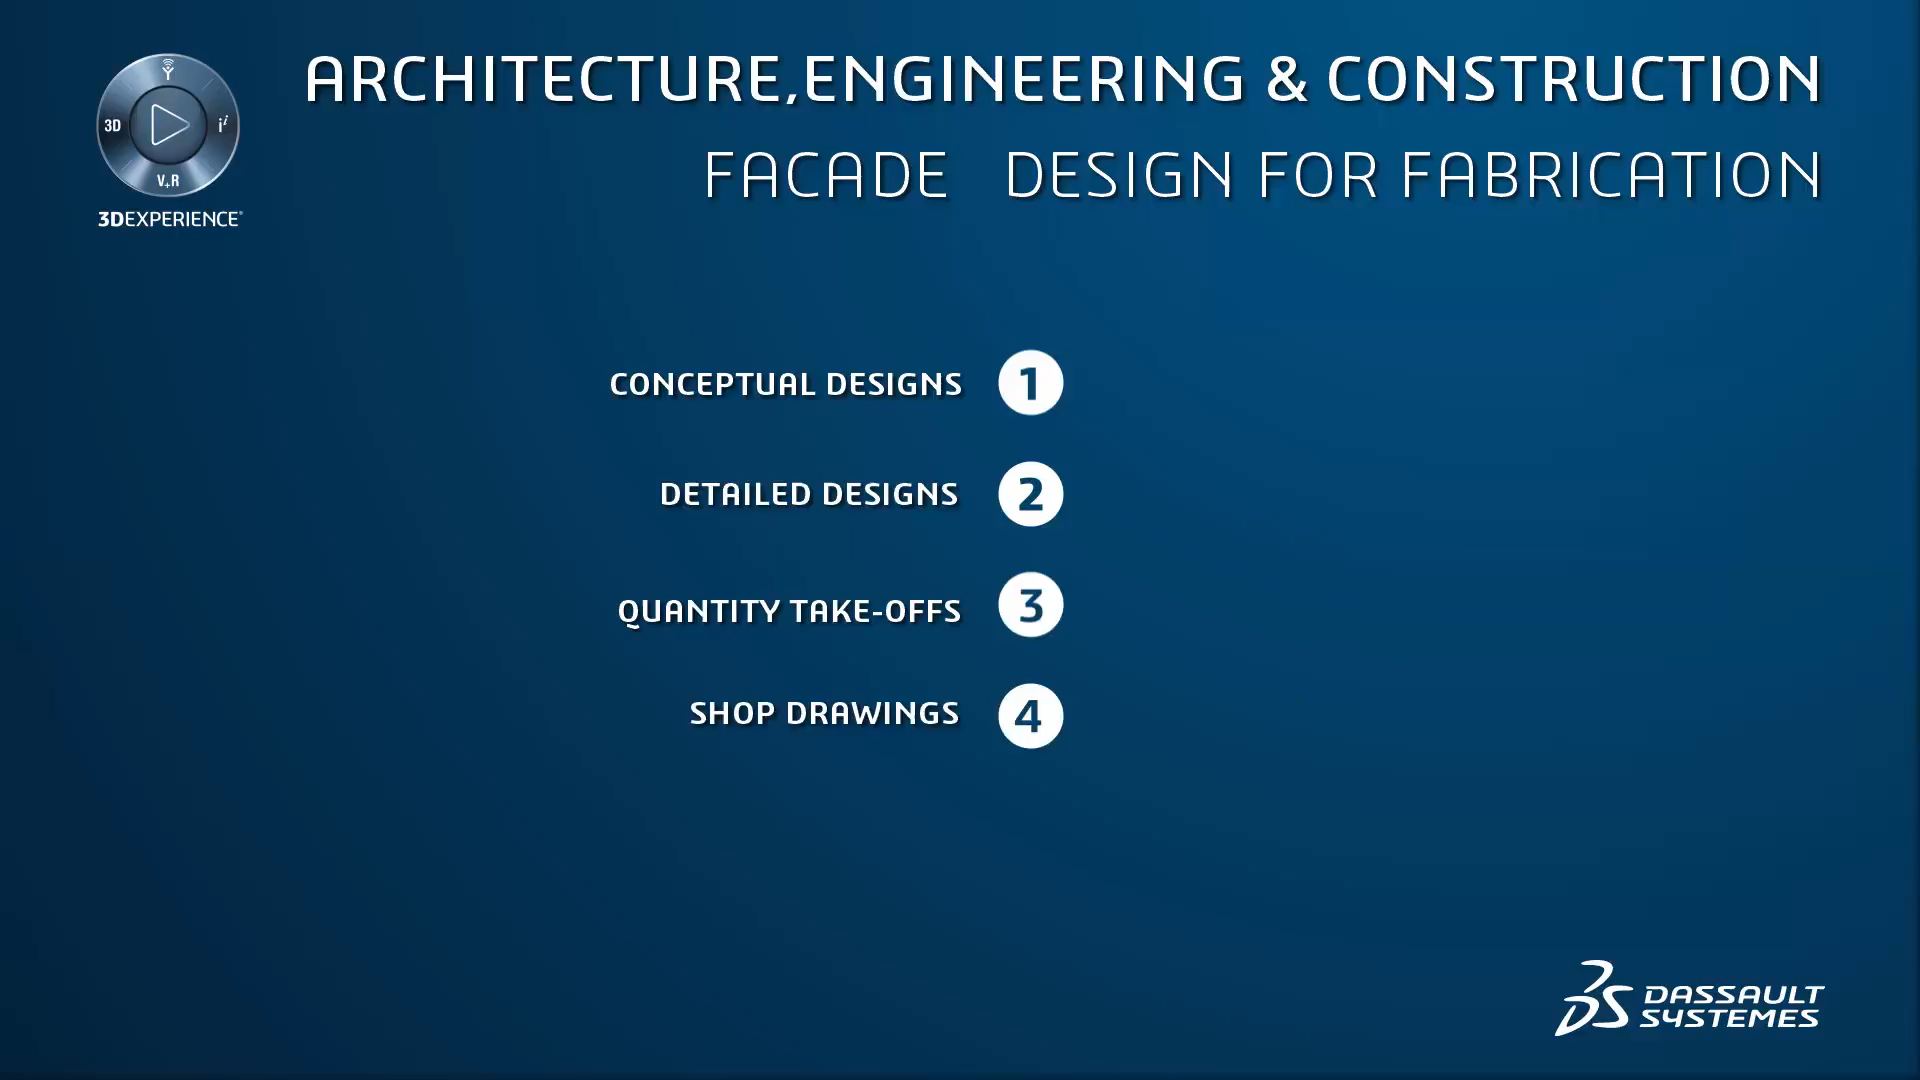 ARCHITECTURE,ENGINEERING & CONSTRUCTION
FACADE DESIGN FOR FABRICATION
3D
i i
V+R
3DEXPERIENCE®
CONCEPTUAL DESIGNS 1
DETAILED DESIGNS 2
QUANTITY TAKE-OFFS 3
SHOP DRAWINGS 4
3DS DASSAULT
SYSTEMES